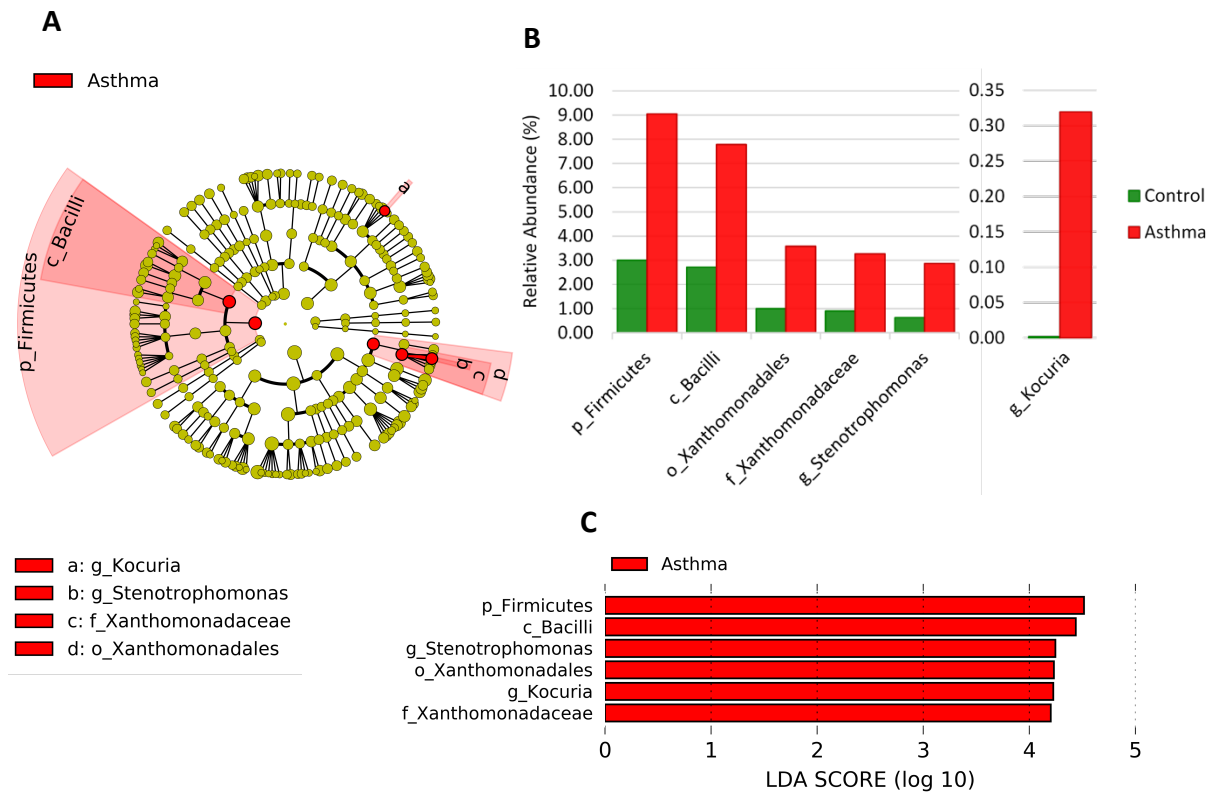 A
Asthma
c_Bacilli
p_Firmicutes
a
b
c
d
a: g_Kocuria
b: g_Stenotrophomonas
c: f_Xanthomonadaceae
d: o_Xanthomonadales
B
Relative Abundance (%)
10.00
9.00
8.00
7.00
6.00
5.00
4.00
3.00
2.00
1.00
0.00
p_Firmicutes
c_Bacilli
o_Xanthomonadales
f_Xanthomonadaceae
g_Stenotrophomonas
0.35
0.30
0.25
0.20
0.15
0.10
0.05
0.00
g_Kocuria
Control
Asthma
C
Asthma
p_Firmicutes
c_Bacilli
g_Stenotrophomonas
o_Xanthomonadales
g_Kocuria
f_Xanthomonadaceae
0 1 2 3 4 5
LDA SCORE (log 10)